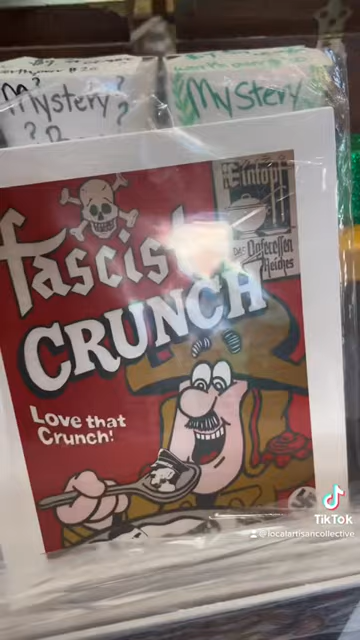 Mystery
?
Mystery
?
Eintopf
Das Opferessen
des Reiches
fascist
CRUNCH
Love that
Crunch!
TikTok
@localartisancollective